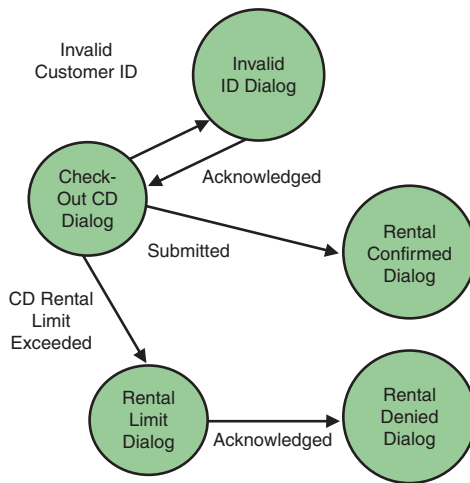 Invalid
Customer ID
Invalid
ID Dialog
Check-
Out CD
Dialog
Acknowledged
Submitted
Rental
Confirmed
Dialog
CD Rental
Limit
Exceeded
Rental
Limit
Dialog
Acknowledged
Rental
Denied
Dialog